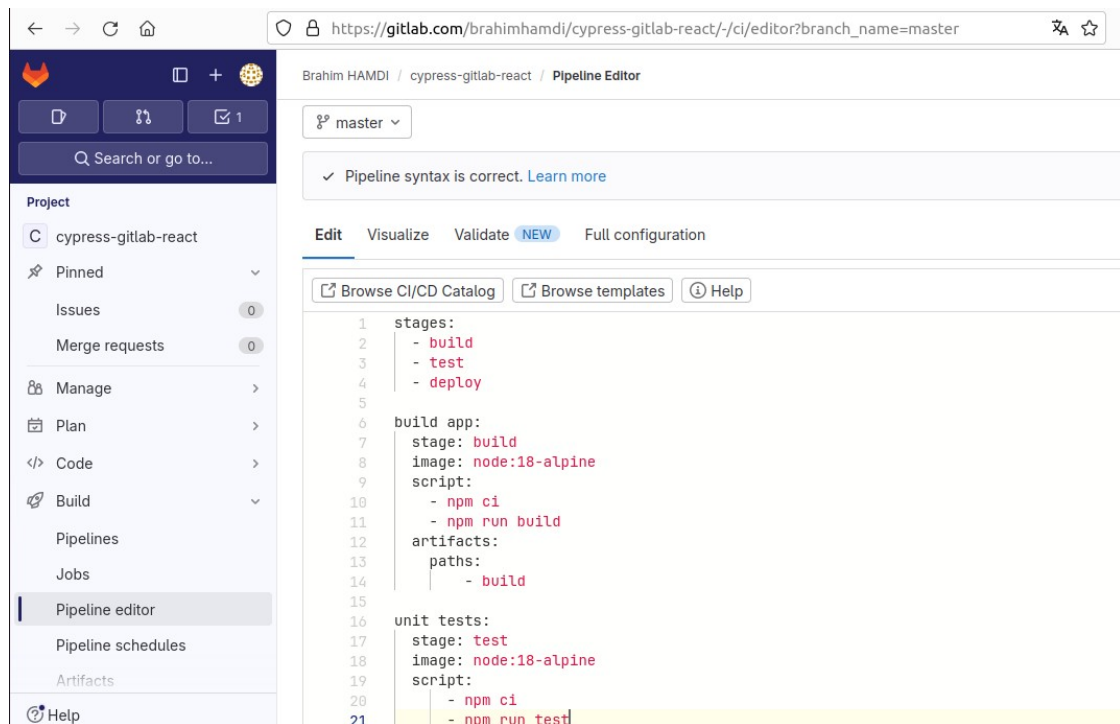 https://gitlab.com/brahimhamdi/cypress-gitlab-react/-/ci/editor?branch_name=master
1
Search or go to...
Project
C cypress-gitlab-react
Pinned
Issues 0
Merge requests 0
Manage
Plan
Code
Build
Pipelines
Jobs
Pipeline editor
Pipeline schedules
Artifacts
Help
Brahim HAMDI / cypress-gitlab-react / Pipeline Editor
master
Pipeline syntax is correct. Learn more
Edit Visualize Validate NEW Full configuration
Browse CI/CD Catalog Browse templates Help
1 stages:
2 - build
3 - test
4 - deploy
5
6 build app:
7 stage: build
8 image: node:18-alpine
9 script:
10 - npm ci
11 - npm run build
12 artifacts:
13 paths:
14 - build
15
16 unit tests:
17 stage: test
18 image: node:18-alpine
19 script:
20 - npm ci
21 - npm run test